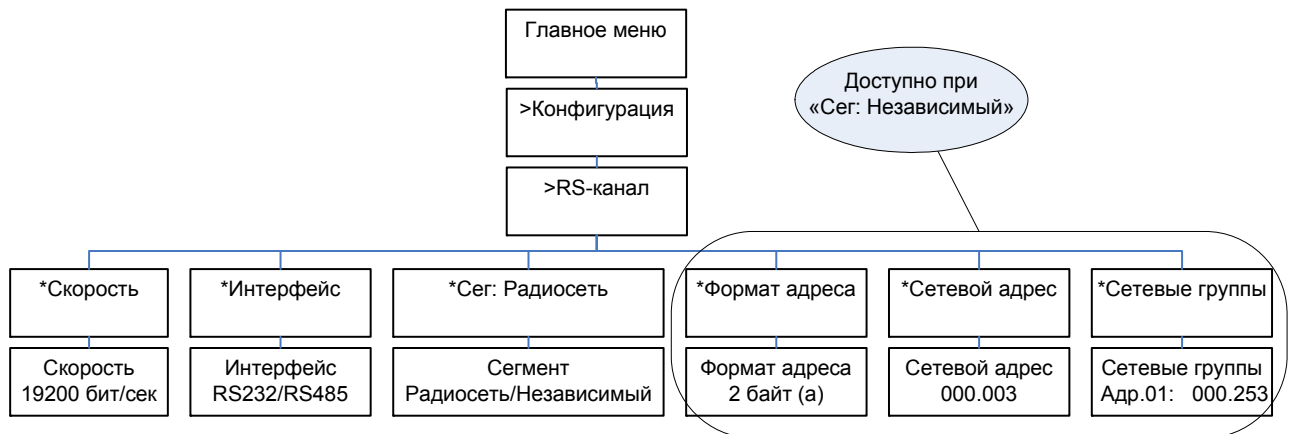 Главное меню
Доступно при
«Сег: Независимый»
>Конфигурация
>RS-канал
*Скорость
*Интерфейс
*Сег: Радиосеть
*Формат адреса
*Сетевой адрес
*Сетевые группы
Скорость
19200 бит/сек
Интерфейс
RS232/RS485
Сегмент
Радиосеть/Независимый
Формат адреса
2 байт (а)
Сетевой адрес
000.003
Сетевые группы
Адр.01: 000.253